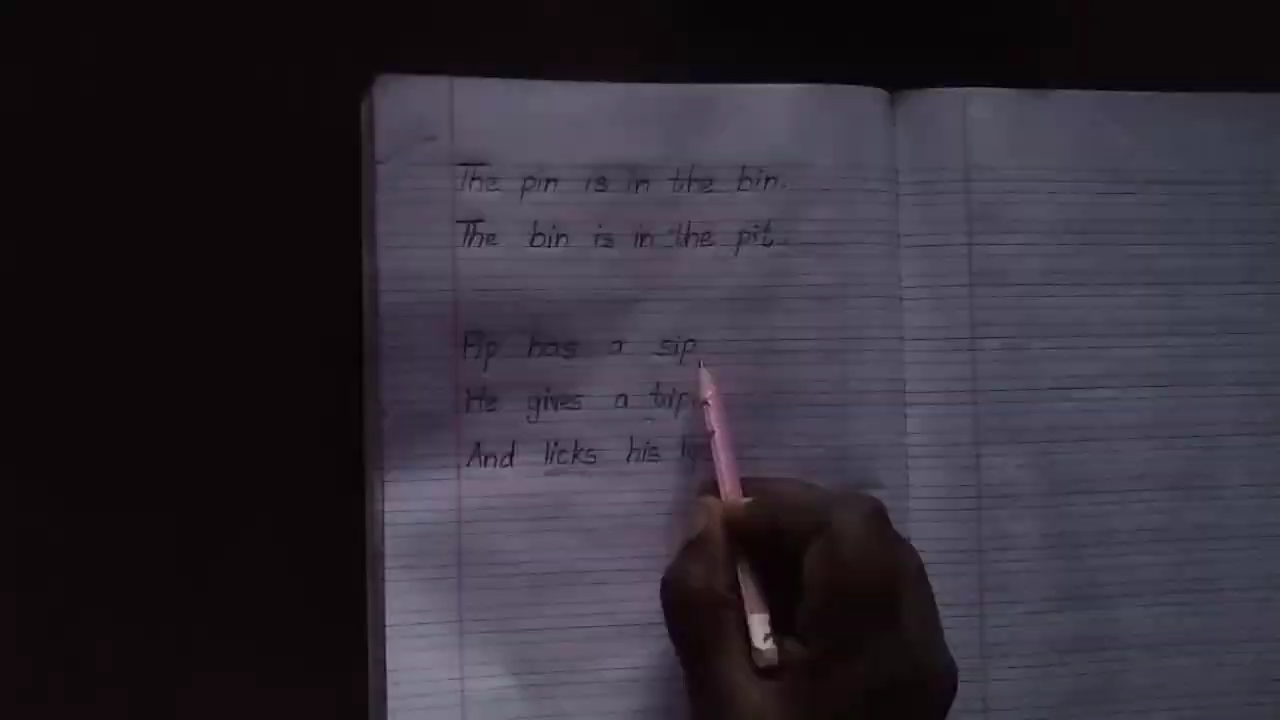 The pin is in the bin.
The bin is in the pit.
Pip has a sip
He gives a
And licks his